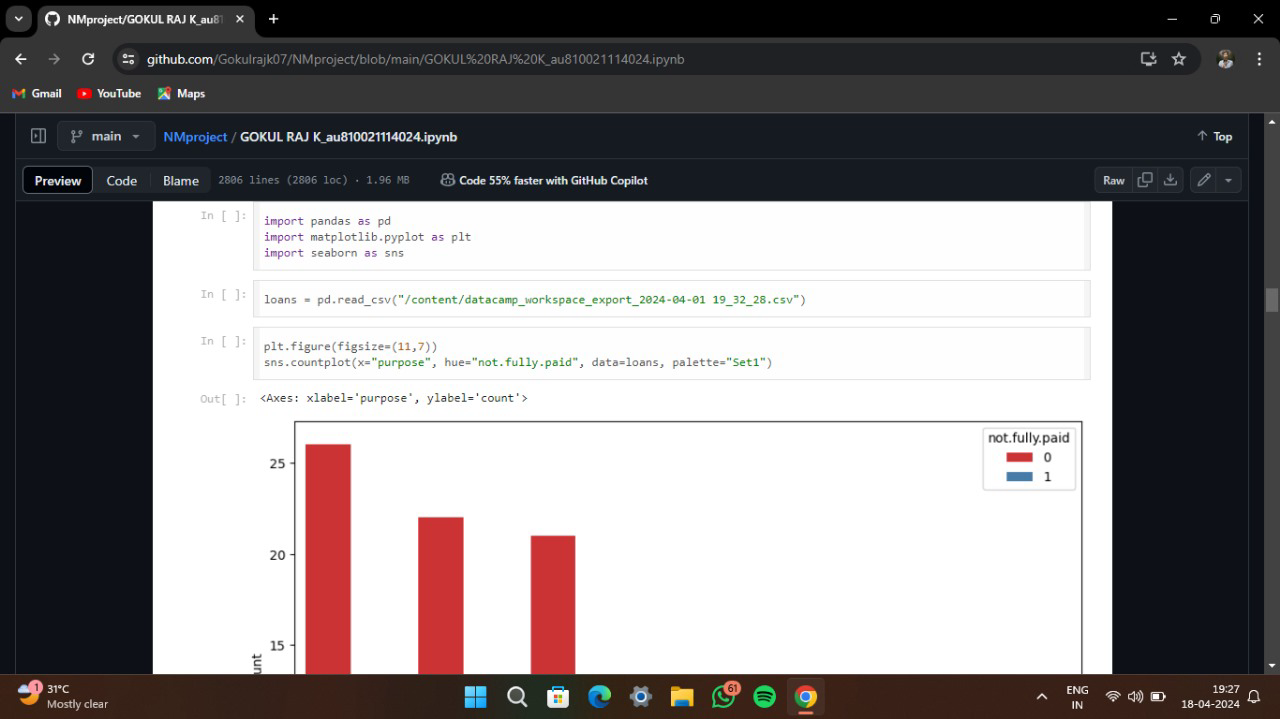 NMproject/GOKUL RAJ K_au81
github.com/Gokulrajk07/NMproject/blob/main/GOKUL%20RAJ%20K_au810021114024.ipynb
Gmail YouTube Maps
main NMproject / GOKUL RAJ K_au810021114024.ipynb Top
Preview Code Blame 2806 lines (2806 loc) · 1.96 MB Code 55% faster with GitHub Copilot Raw
In [ ]:
import pandas as pd
import matplotlib.pyplot as plt
import seaborn as sns
In [ ]:
loans = pd.read_csv("/content/datacamp_workspace_export_2024-04-01 19_32_28.csv")
In [ ]:
plt.figure(figsize=(11,7))
sns.countplot(x="purpose", hue="not.fully.paid", data=loans, palette="Set1")
Out[ ]: <Axes: xlabel='purpose', ylabel='count'>
not.fully.paid
0
1
25
20
15
unt
1
31°C
Mostly clear
61
ENG
IN
19:27
18-04-2024